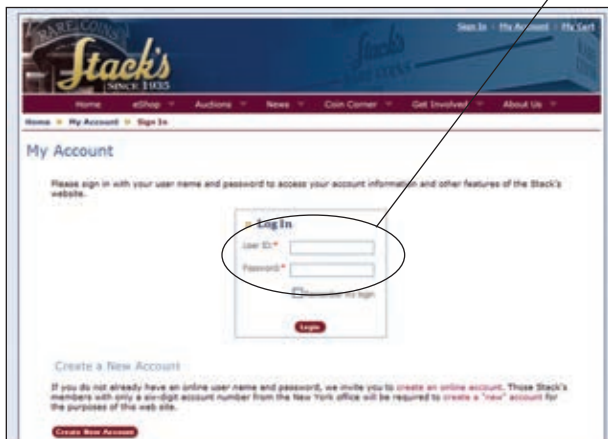 RARE COINS
Stack's
SINCE 1935
Sign In My Account My Cart
Home eShop Auctions News Coin Corner Get Involved About Us
Home My Account Sign In
My Account
Please sign in with your user name and password to access your account information and other features of the Stack's
website.
Log In
User ID:*
Password:*
Remember my login
Login
Create a New Account
If you do not already have an online user name and password, we invite you to create an online account. Those Stack's
members with only a six-digit account number from the New York office will be required to create a "new" account for
the purposes of this web site.
Create New Account